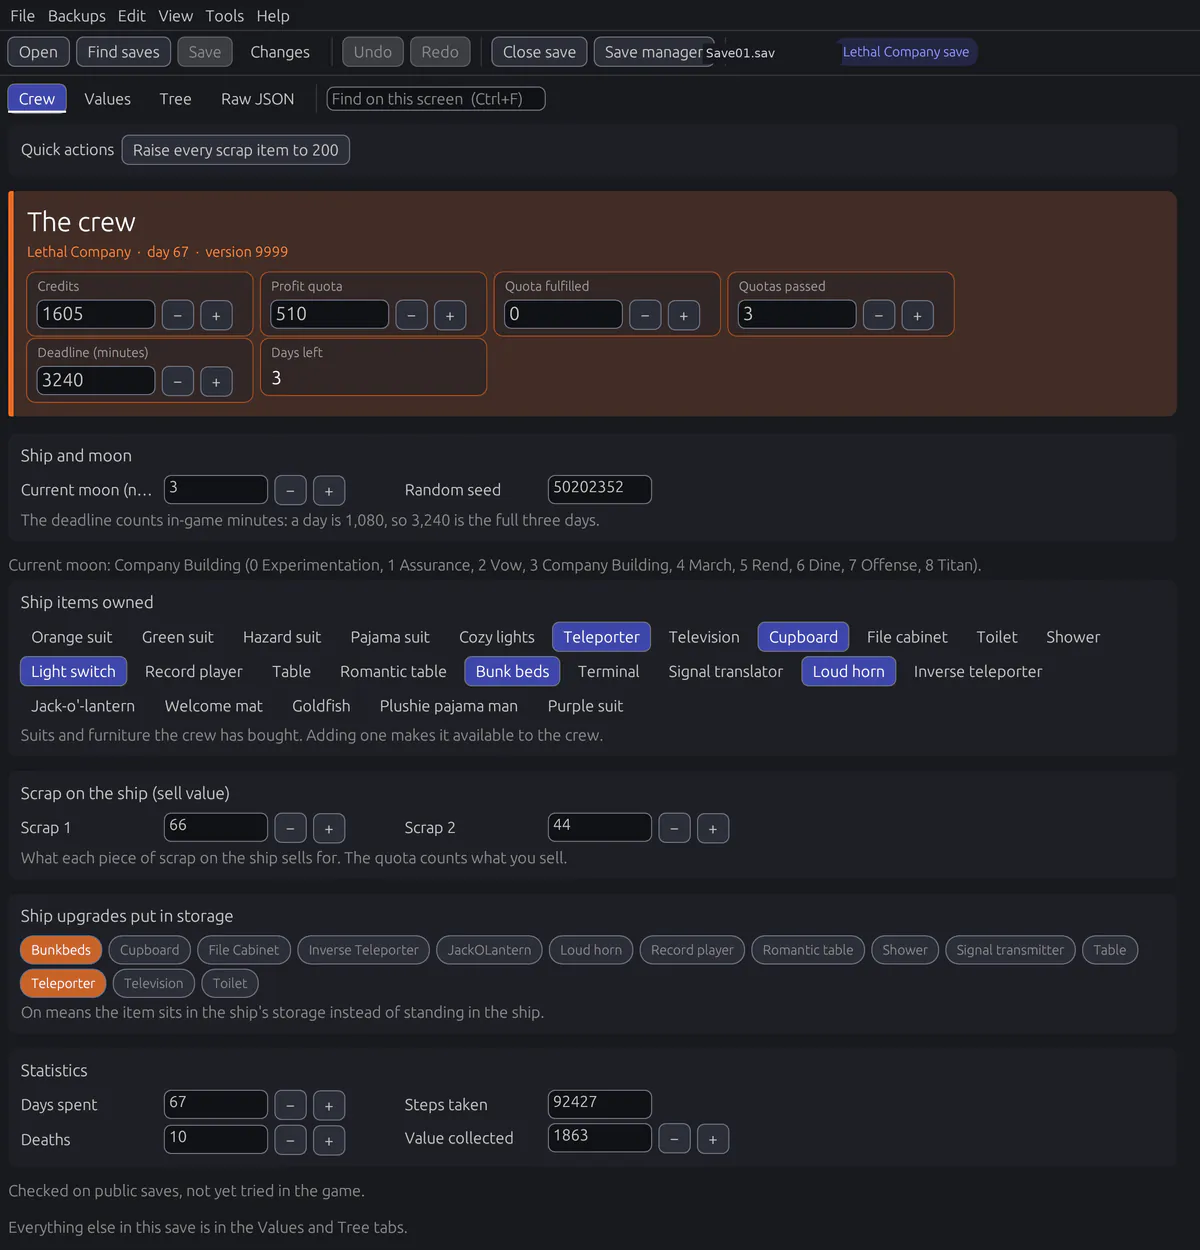 File Backups Edit View Tools Help
Open Find saves Save Changes Undo Redo Close save Save manager Save01.sav Lethal Company save
Crew Values Tree Raw JSON Find on this screen (Ctrl+F)
Quick actions Raise every scrap item to 200
The crew
Lethal Company · day 67 · version 9999
Credits Profit quota Quota fulfilled Quotas passed
1605 − + 510 − + 0 − + 3 − +
Deadline (minutes) Days left
3240 − + 3
Ship and moon
Current moon (n... 3 − + Random seed 50202352
The deadline counts in-game minutes: a day is 1,080, so 3,240 is the full three days.
Current moon: Company Building (0 Experimentation, 1 Assurance, 2 Vow, 3 Company Building, 4 March, 5 Rend, 6 Dine, 7 Offense, 8 Titan).
Ship items owned
Orange suit Green suit Hazard suit Pajama suit Cozy lights Teleporter Television Cupboard File cabinet Toilet Shower
Light switch Record player Table Romantic table Bunk beds Terminal Signal translator Loud horn Inverse teleporter
Jack-o'-lantern Welcome mat Goldfish Plushie pajama man Purple suit
Suits and furniture the crew has bought. Adding one makes it available to the crew.
Scrap on the ship (sell value)
Scrap 1 66 − + Scrap 2 44 − +
What each piece of scrap on the ship sells for. The quota counts what you sell.
Ship upgrades put in storage
Bunkbeds Cupboard File Cabinet Inverse Teleporter JackOLantern Loud horn Record player Romantic table Shower Signal transmitter Table
Teleporter Television Toilet
On means the item sits in the ship's storage instead of standing in the ship.
Statistics
Days spent 67 − + Steps taken 92427
Deaths 10 − + Value collected 1863 − +
Checked on public saves, not yet tried in the game.
Everything else in this save is in the Values and Tree tabs.